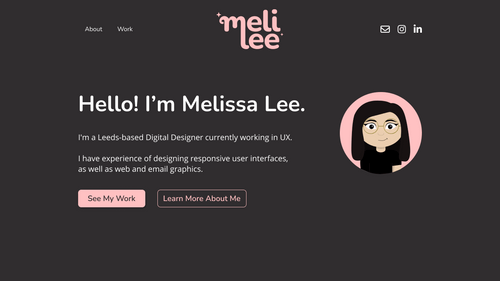 About
Work
meli
lee
Hello! I’m Melissa Lee.
I'm a Leeds-based Digital Designer currently working in UX.
I have experience of designing responsive user interfaces,
as well as web and email graphics.
See My Work
Learn More About Me